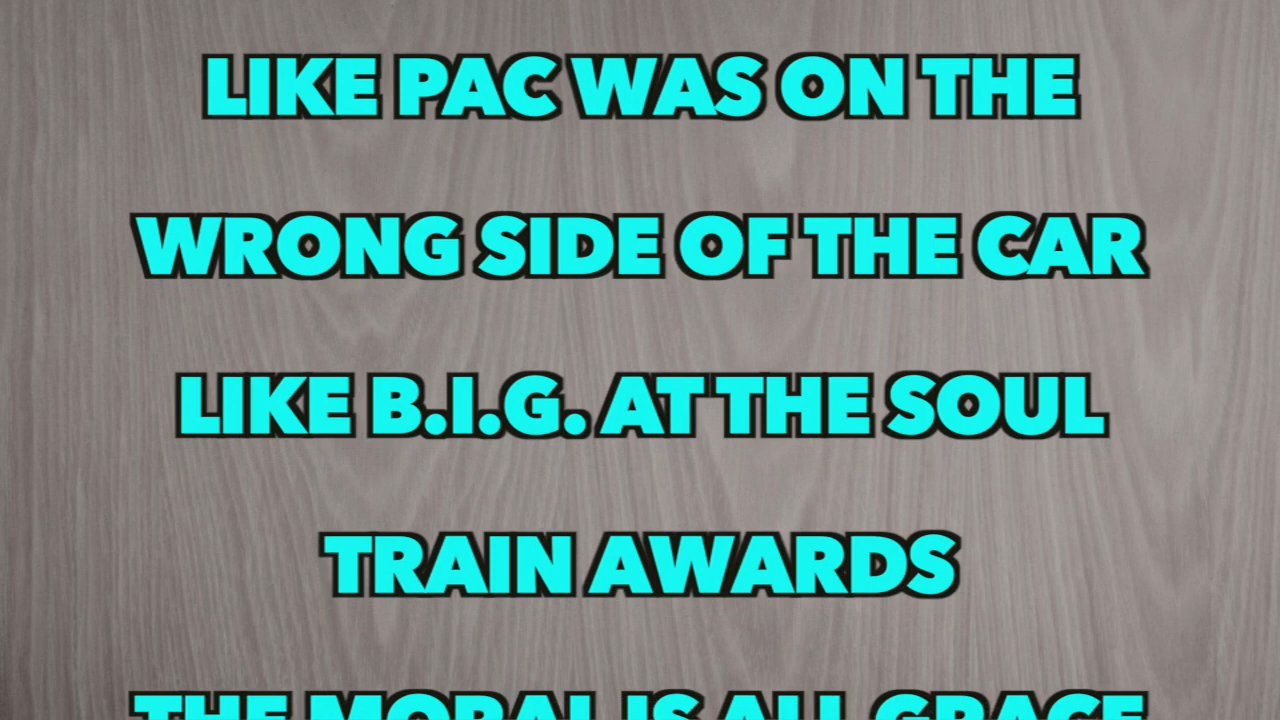 LIKE PAC WAS ON THE
WRONG SIDE OF THE CAR
LIKE B.I.G. AT THE SOUL
TRAIN AWARDS
THE MORAL IS ALL GRACE